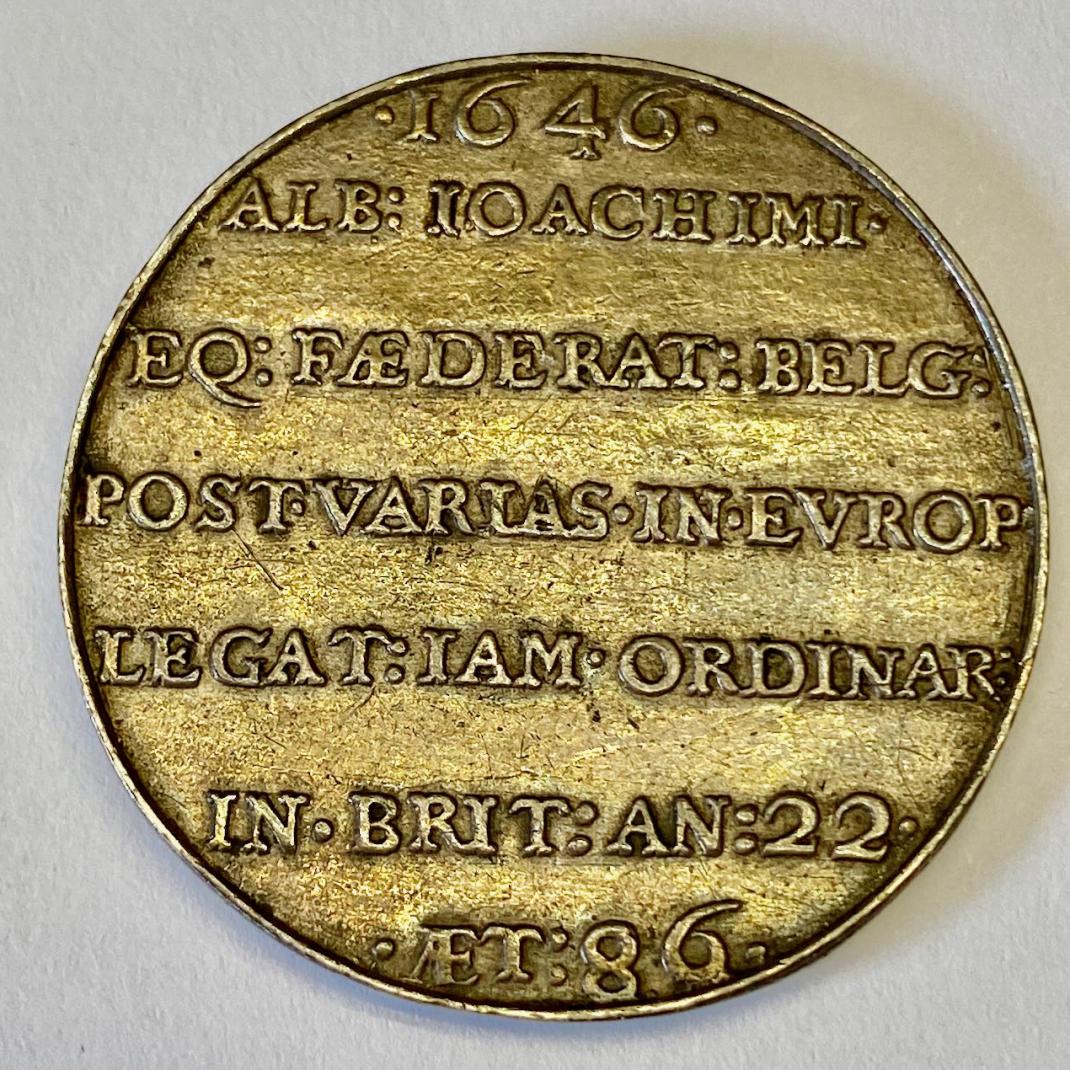 ·1646·
ALB: IOACHIMI·
EQ: FÆDERAT: BELG:
POST·VARIAS·IN·EVROP
LEGAT: IAM· ORDINAR:
IN· BRIT: AN: 22·
·ÆT: 86·